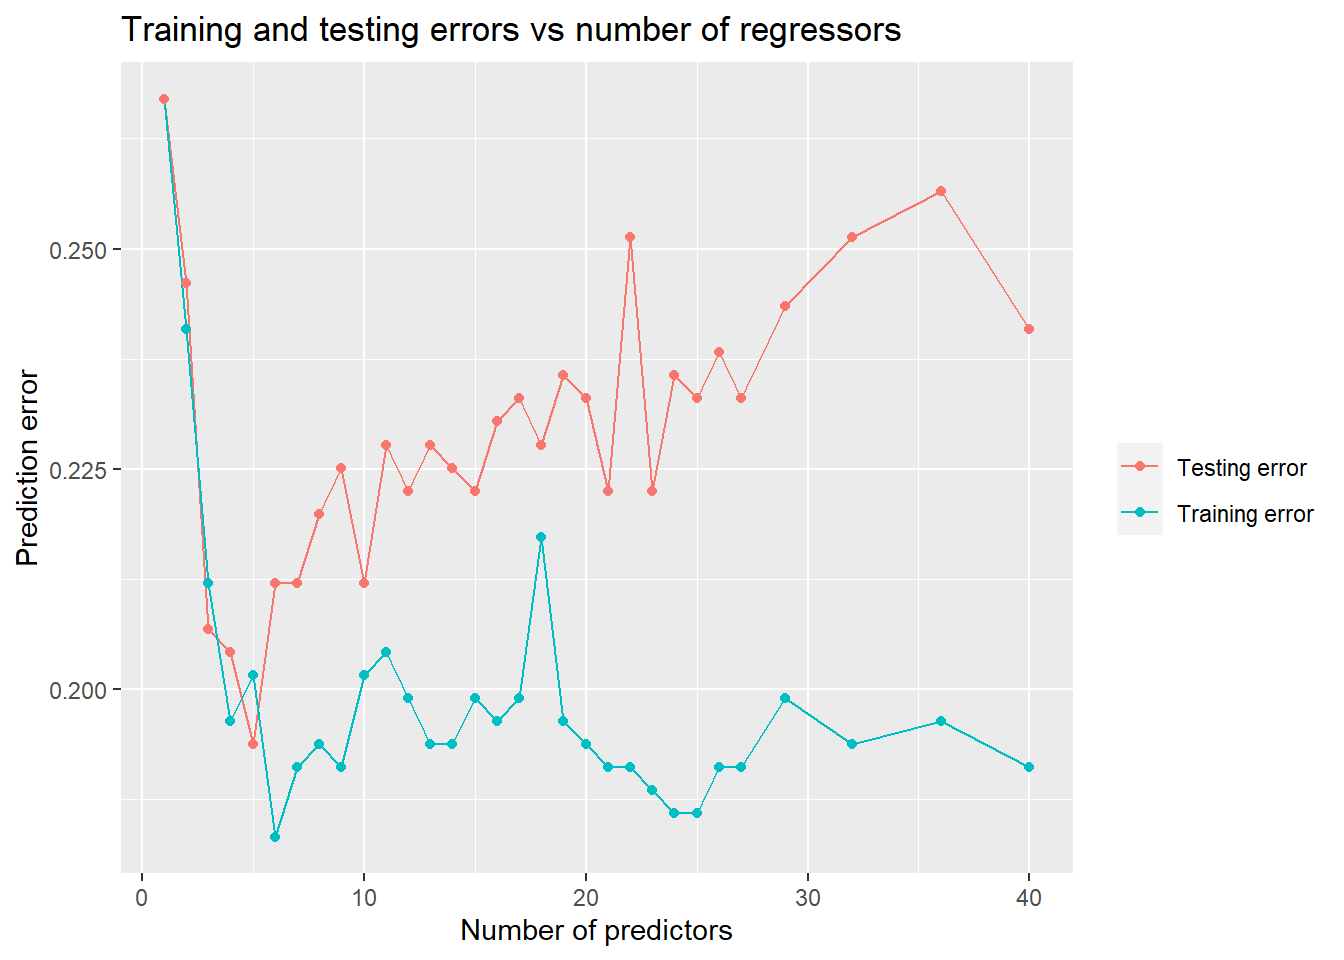 Training and testing errors vs number of regressors
Prediction error
0.250
0.225
0.200
0
10
20
30
40
Number of predictors
Testing error
Training error